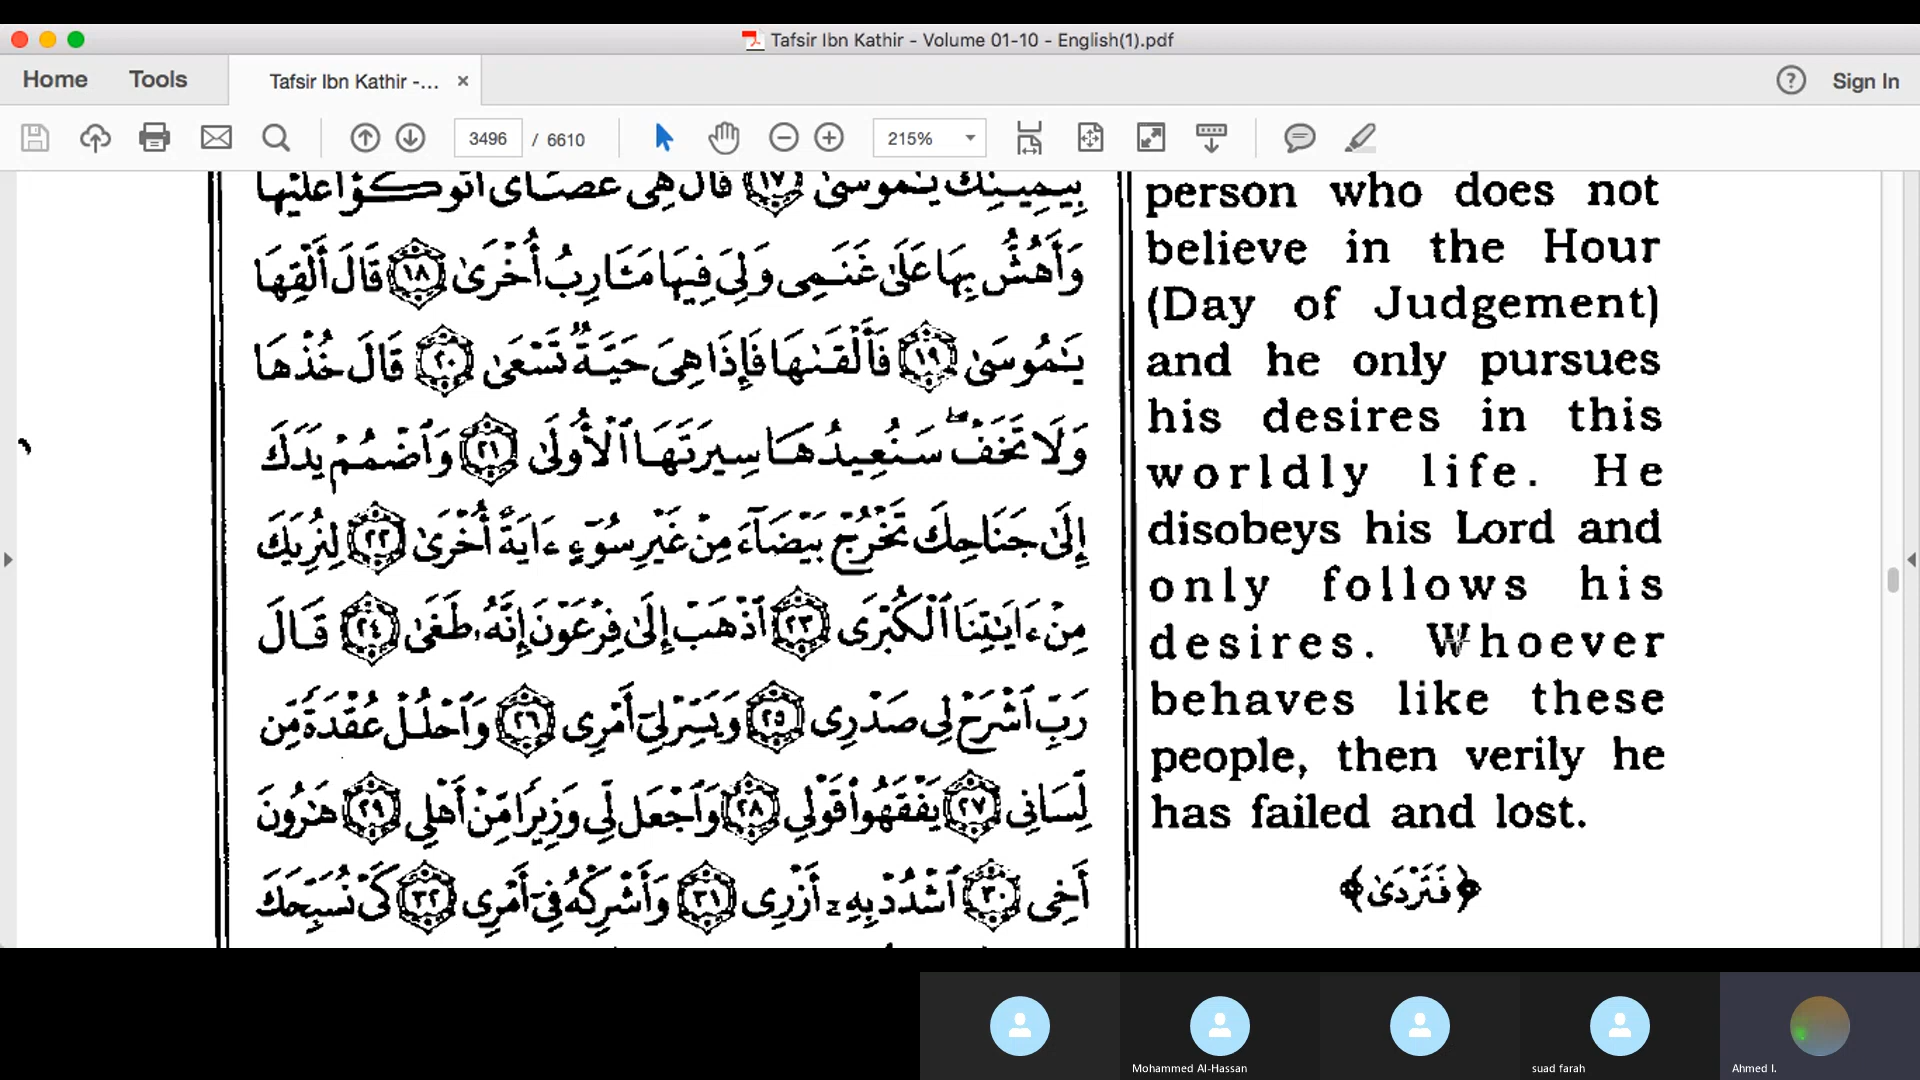 Tafsir Ibn Kathir - Volume 01-10 - English(1).pdf
Home
Tools
Tafsir Ibn Kathir -...
Sign In
3496 / 6610
215%
بِيَمِينِكَ يَـٰمُوسَىٰ ﴿١٧﴾ قَالَ هِىَ عَصَاىَ أَتَوَكَّؤُا۟ عَلَيْهَا
وَأَهُشُّ بِهَا عَلَىٰ غَنَمِى وَلِىَ فِيهَا مَـَٔارِبُ أُخْرَىٰ ﴿١٨﴾ قَالَ أَلْقِهَا
يَـٰمُوسَىٰ ﴿١٩﴾ فَأَلْقَىٰهَا فَإِذَا هِىَ حَيَّةٌ تَسْعَىٰ ﴿٢٠﴾ قَالَ خُذْهَا
وَلَا تَخَفْ ۖ سَنُعِيدُهَا سِيرَتَهَا ٱلْأُولَىٰ ﴿٢١﴾ وَٱضْمُمْ يَدَكَ
إِلَىٰ جَنَاحِكَ تَخْرُجْ بَيْضَآءَ مِنْ غَيْرِ سُوٓءٍ ءَايَةً أُخْرَىٰ ﴿٢٢﴾ لِنُرِيَكَ
مِنْ ءَايَـٰتِنَا ٱلْكُبْرَى ﴿٢٣﴾ ٱذْهَبْ إِلَىٰ فِرْعَوْنَ إِنَّهُۥ طَغَىٰ ﴿٢٤﴾ قَالَ
رَبِّ ٱشْرَحْ لِى صَدْرِى ﴿٢٥﴾ وَيَسِّرْ لِىٓ أَمْرِى ﴿٢٦﴾ وَٱحْلُلْ عُقْدَةً مِّن
لِّسَانِى ﴿٢٧﴾ يَفْقَهُوا۟ قَوْلِى ﴿٢٨﴾ وَٱجْعَل لِّى وَزِيرًا مِّنْ أَهْلِى ﴿٢٩﴾ هَـٰرُونَ
أَخِى ﴿٣٠﴾ ٱشْدُدْ بِهِۦٓ أَزْرِى ﴿٣١﴾ وَأَشْرِكْهُ فِىٓ أَمْرِى ﴿٣٢﴾ كَىْ نُسَبِّحَكَ
person who does not
believe in the Hour
(Day of Judgement)
and he only pursues
his desires in this
worldly life. He
disobeys his Lord and
only follows his
desires. Whoever
behaves like these
people, then verily he
has failed and lost.
﴿فَتَرْدَىٰ﴾
Mohammed Al-Hassan
suad farah
Ahmed I.